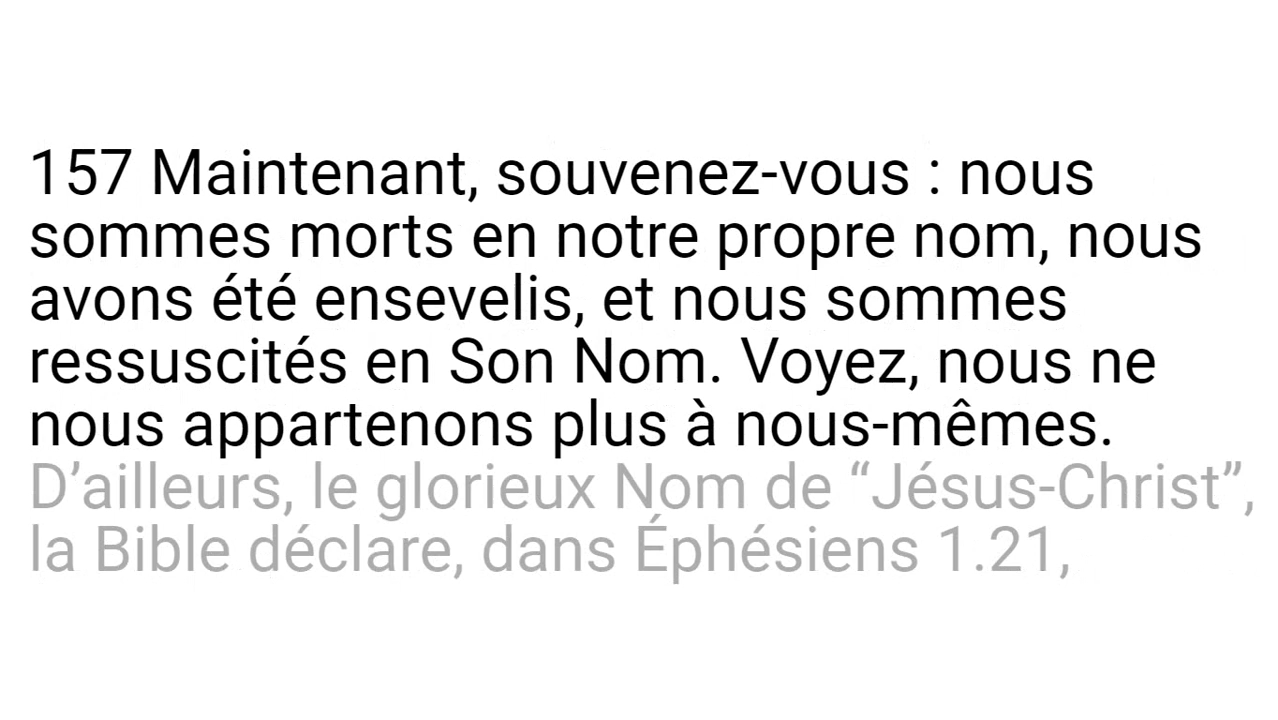 157 Maintenant, souvenez-vous : nous
sommes morts en notre propre nom, nous
avons été ensevelis, et nous sommes
ressuscités en Son Nom. Voyez, nous ne
nous appartenons plus à nous-mêmes.
D’ailleurs, le glorieux Nom de “Jésus-Christ”,
la Bible déclare, dans Éphésiens 1.21,